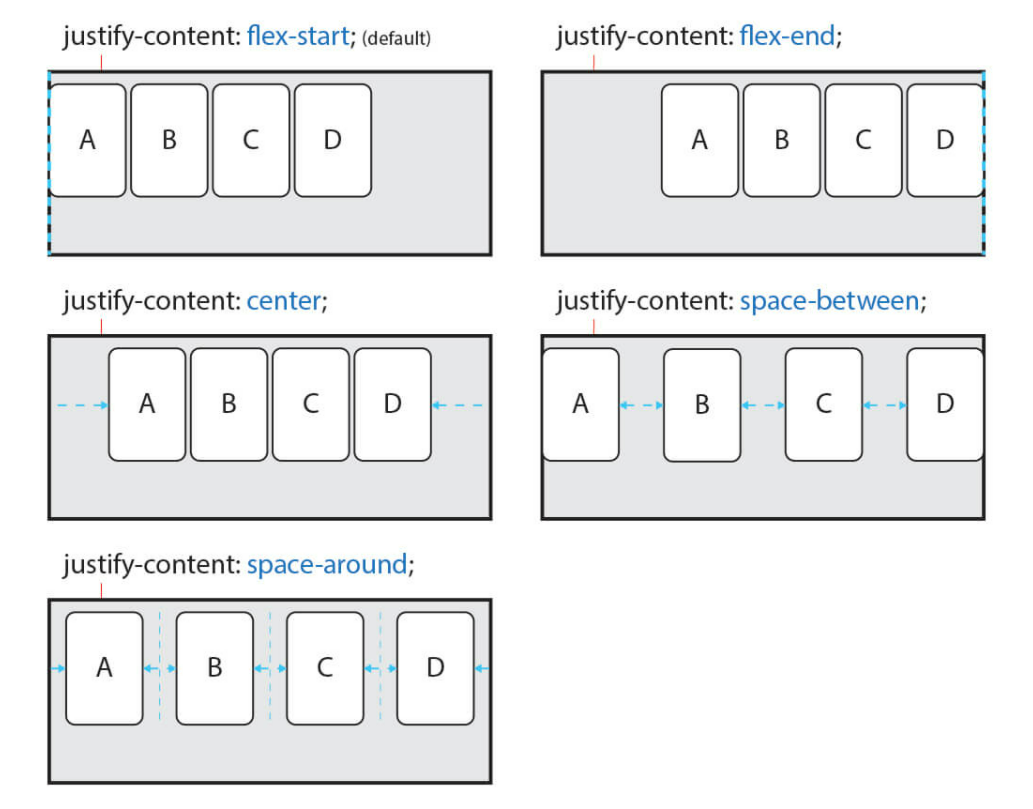 justify-content: flex-start; (default)
A B C D
justify-content: flex-end;
A B C D
justify-content: center;
A B C D
justify-content: space-between;
A B C D
justify-content: space-around;
A B C D